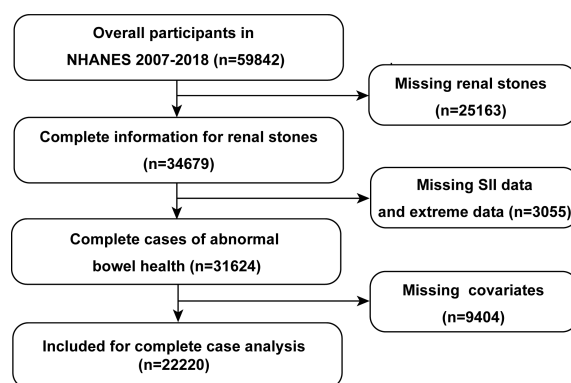 Overall participants in
NHANES 2007-2018 (n=59842)
Missing renal stones
(n=25163)
Complete information for renal stones
(n=34679)
Missing SII data
and extreme data (n=3055)
Complete cases of abnormal
bowel health (n=31624)
Missing covariates
(n=9404)
Included for complete case analysis
(n=22220)